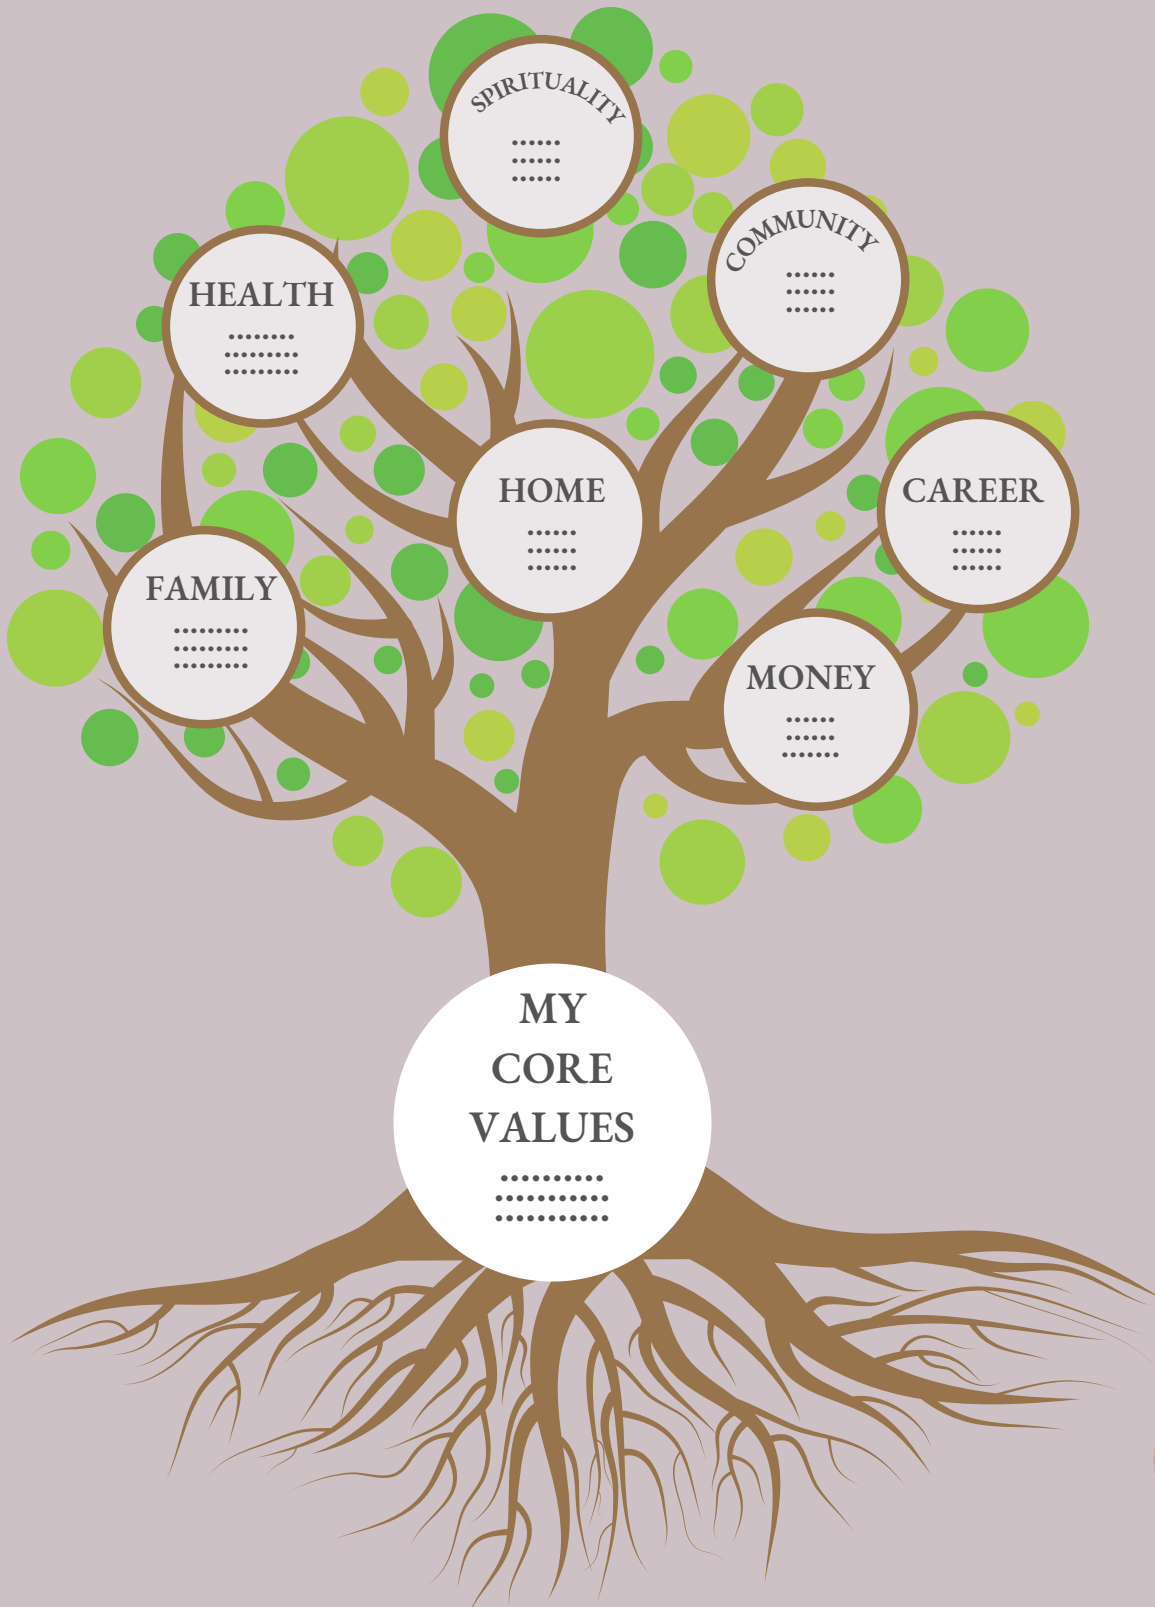 SPIRITUALITY
COMMUNITY
HEALTH
HOME
CAREER
FAMILY
MONEY
MY
CORE
VALUES